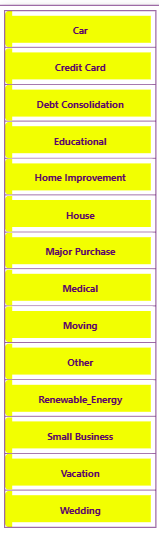 Car
Credit Card
Debt Consolidation
Educational
Home Improvement
House
Major Purchase
Medical
Moving
Other
Renewable_Energy
Small Business
Vacation
Wedding